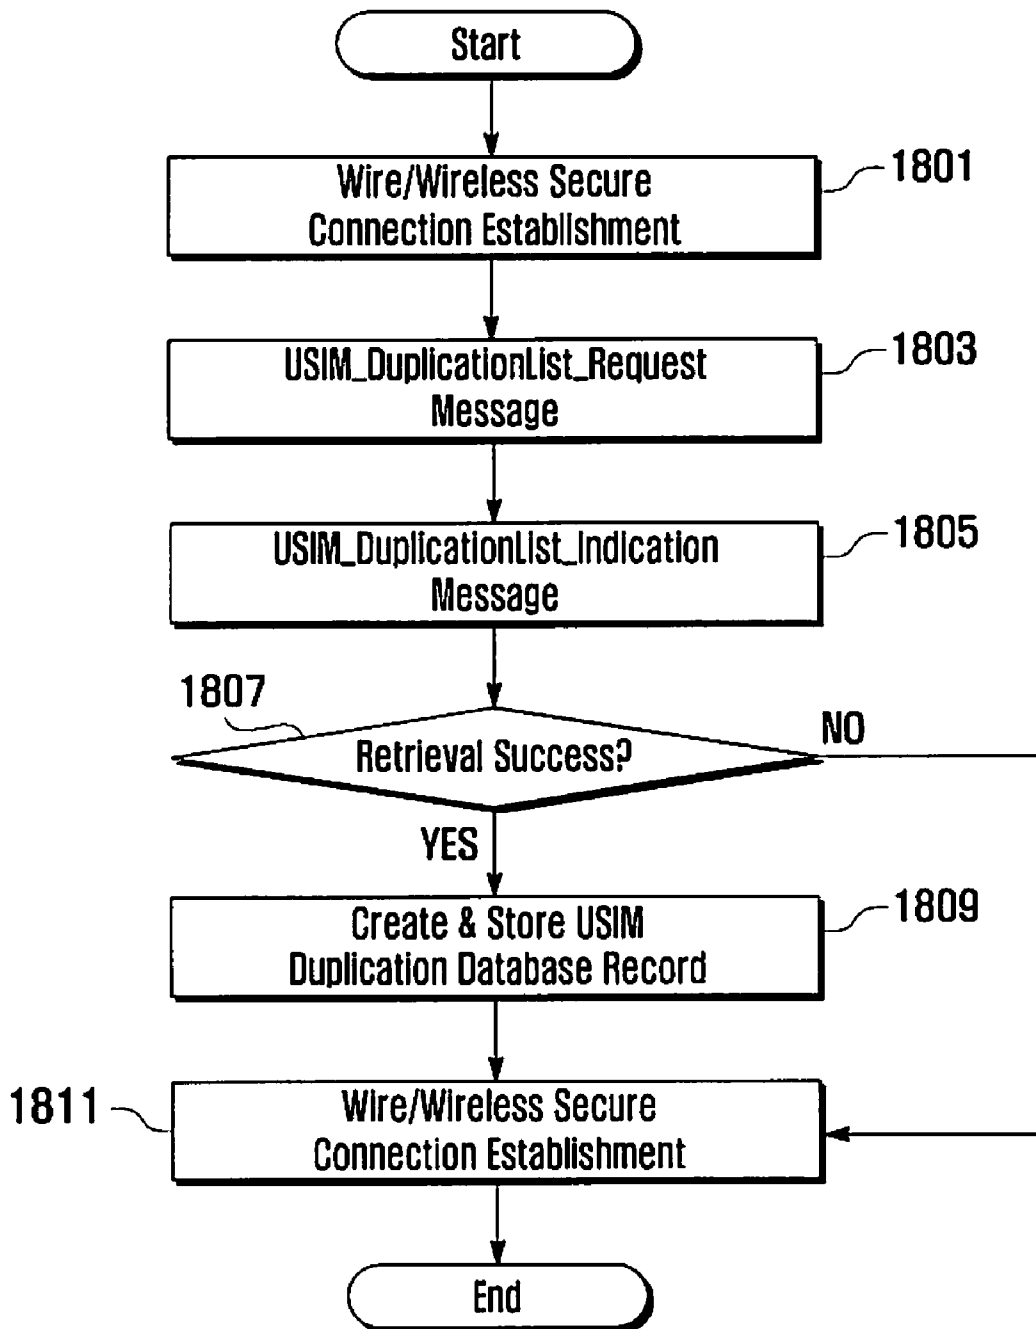 Start
Wire/Wireless Secure
Connection Establishment
1801
USIM_DuplicationList_Request
Message
1803
USIM_DuplicationList_Indication
Message
1805
1807
Retrieval Success?
NO
YES
Create & Store USIM
Duplication Database Record
1809
1811
Wire/Wireless Secure
Connection Establishment
End